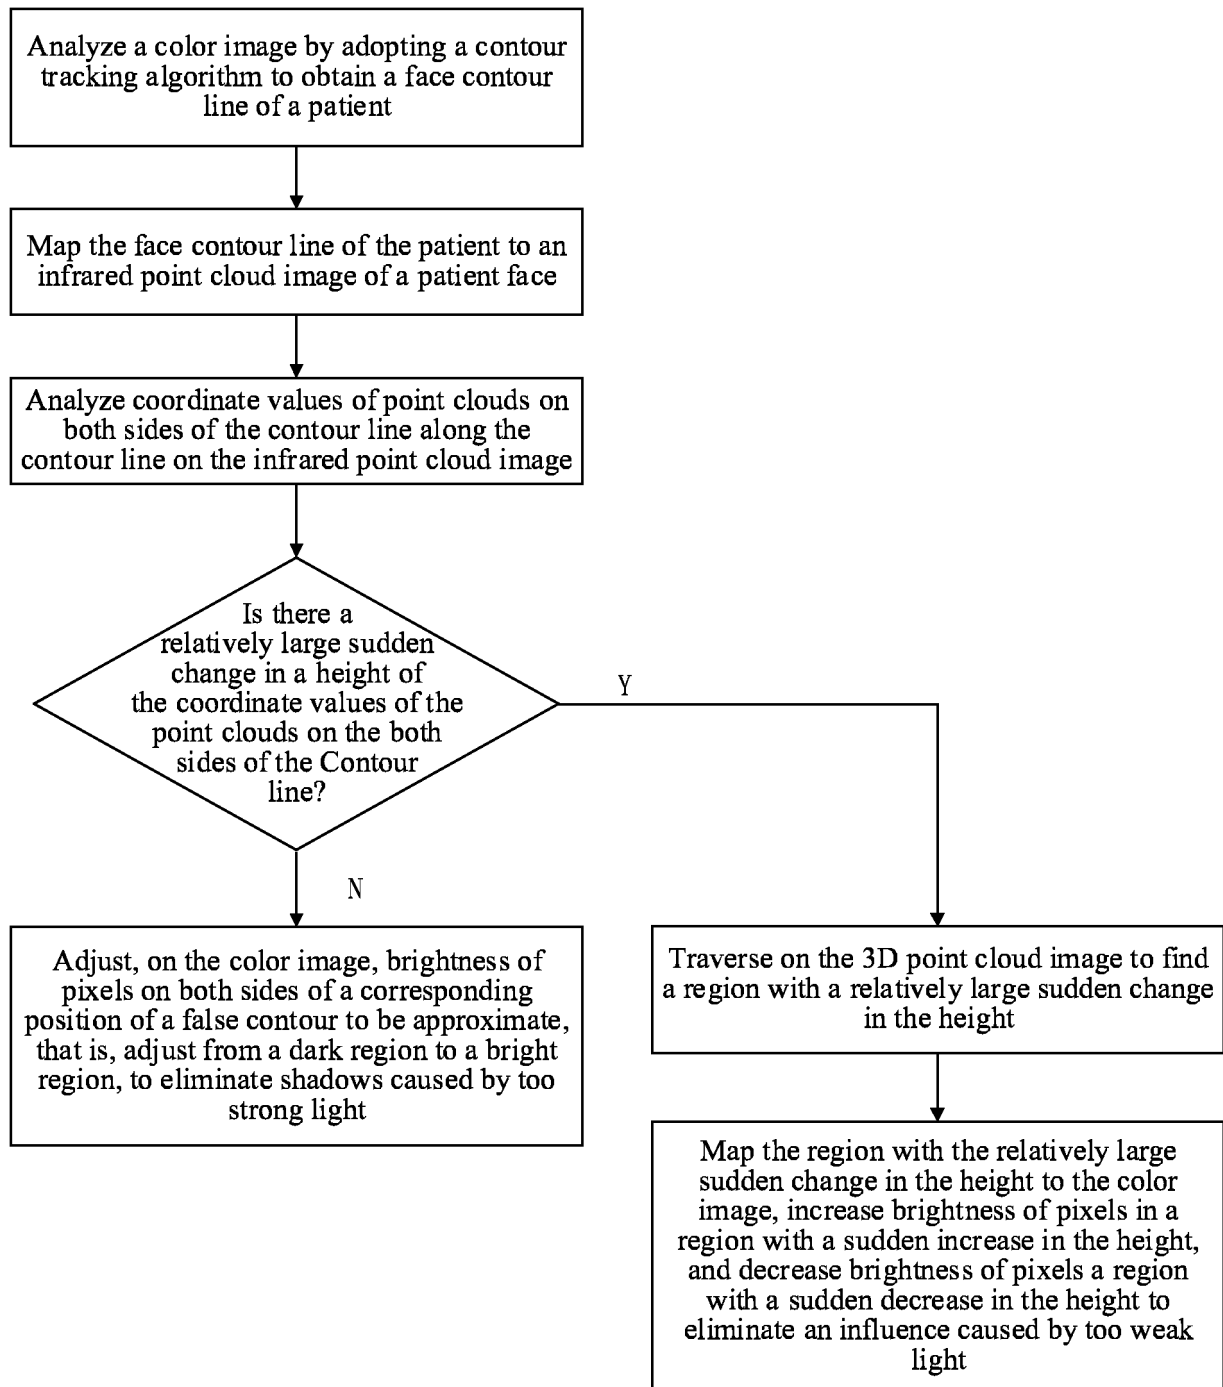 Analyze a color image by adopting a contour
tracking algorithm to obtain a face contour
line of a patient
Map the face contour line of the patient to an
infrared point cloud image of a patient face
Analyze coordinate values of point clouds on
both sides of the contour line along the
contour line on the infrared point cloud image
Is there a
relatively large sudden
change in a height of
the coordinate values of the
point clouds on the both
sides of the Contour
line?
Y
N
Adjust, on the color image, brightness of
pixels on both sides of a corresponding
position of a false contour to be approximate,
that is, adjust from a dark region to a bright
region, to eliminate shadows caused by too
strong light
Traverse on the 3D point cloud image to find
a region with a relatively large sudden change
in the height
Map the region with the relatively large
sudden change in the height to the color
image, increase brightness of pixels in a
region with a sudden increase in the height,
and decrease brightness of pixels a region
with a sudden decrease in the height to
eliminate an influence caused by too weak
light